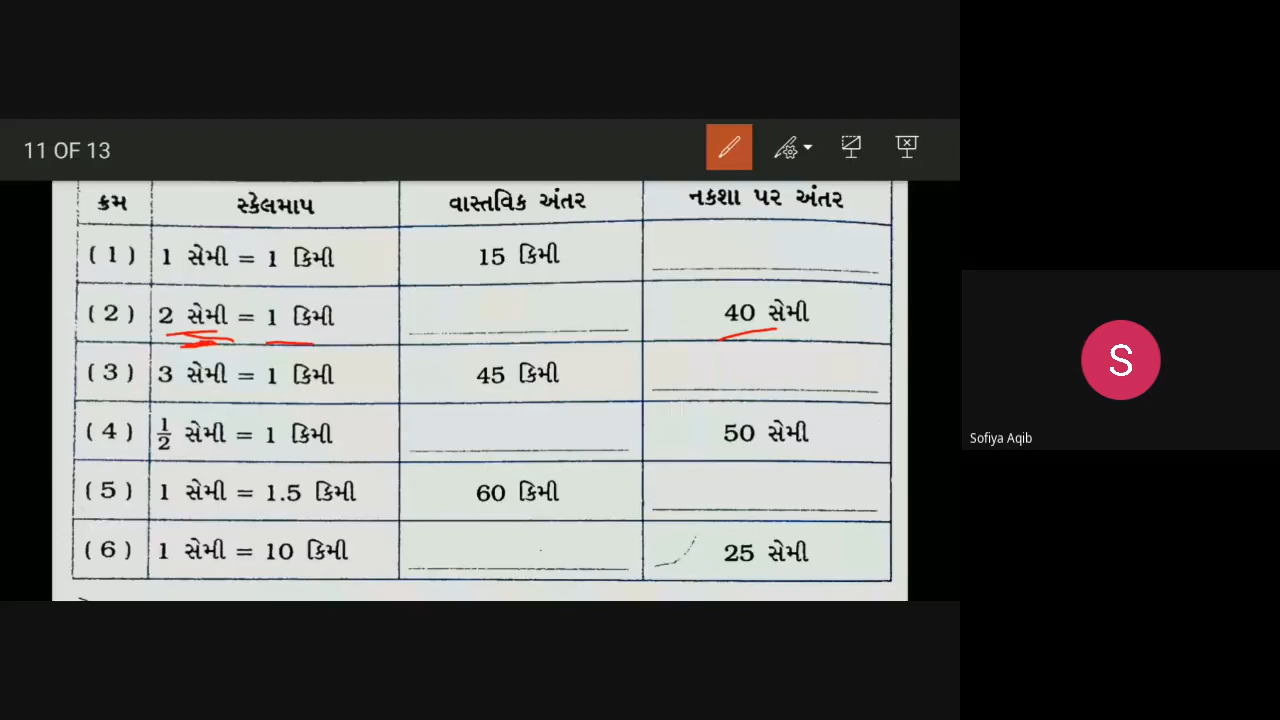 11 OF 13
ક્રમ સ્કેલમાપ વાસ્તવિક અંતર નકશા પર અંતર
(1) 1 સેમી = 1 કિમી 15 કિમી
(2) 2 સેમી = 1 કિમી 40 સેમી
(3) 3 સેમી = 1 કિમી 45 કિમી
(4) 1/2 સેમી = 1 કિમી 50 સેમી
(5) 1 સેમી = 1.5 કિમી 60 કિમી
(6) 1 સેમી = 10 કિમી 25 સેમી
S
Sofiya Aqib